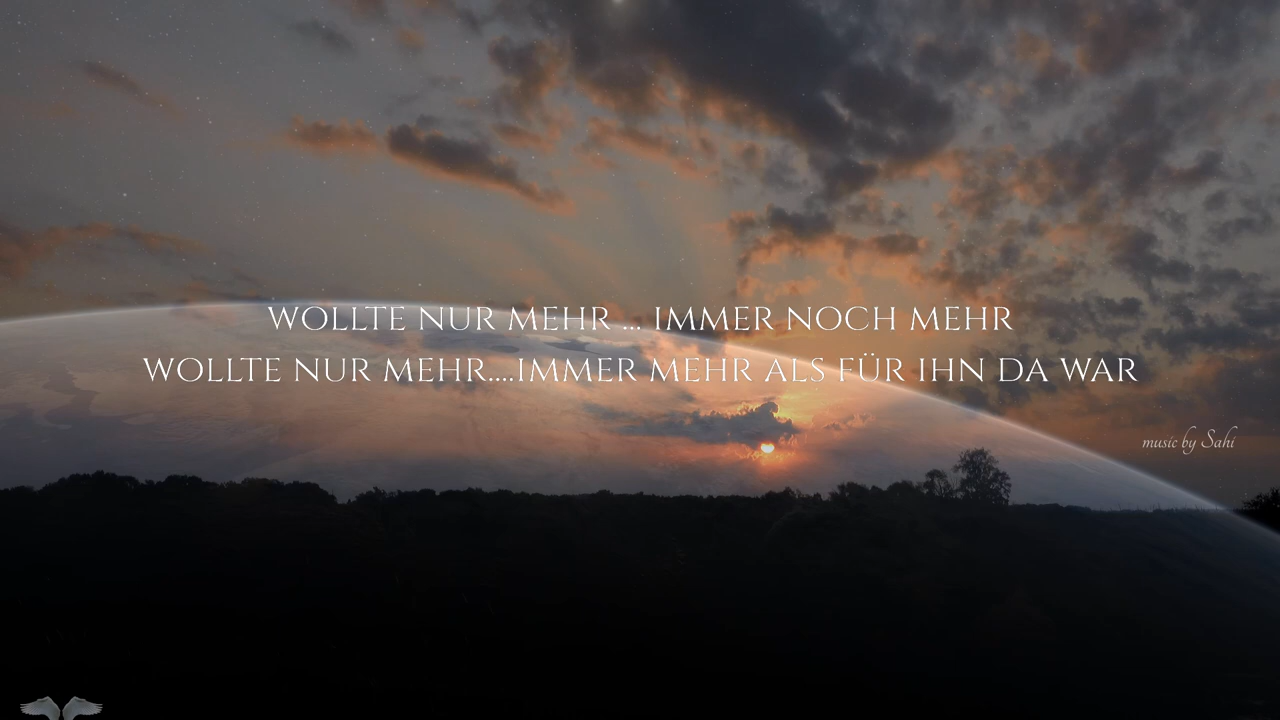 WOLLTE NUR MEHR ... IMMER NOCH MEHR
WOLLTE NUR MEHR....IMMER MEHR ALS FÜR IHN DA WAR
music by Sahi